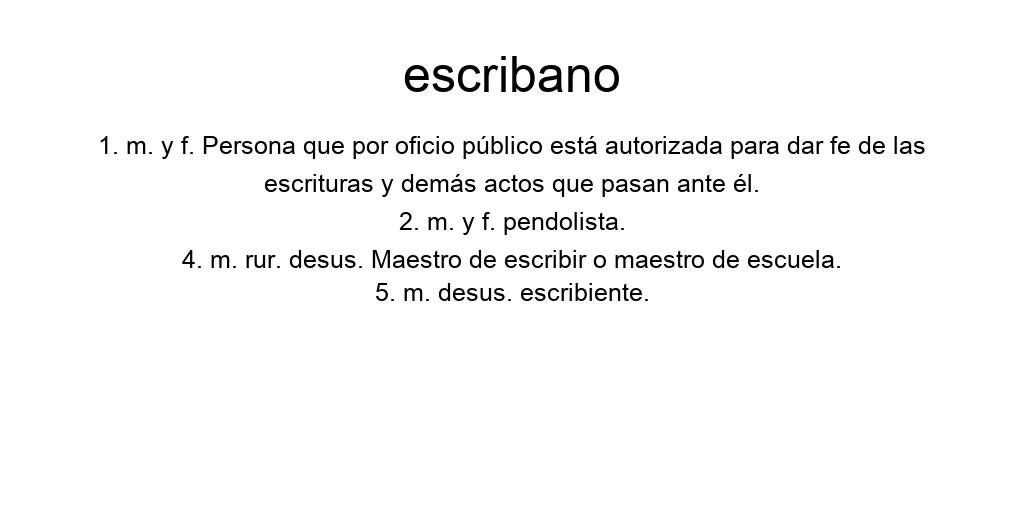 escribano
1. m. y f. Persona que por oficio público está autorizada para dar fe de las
escrituras y demás actos que pasan ante él.
2. m. y f. pendolista.
4. m. rur. desus. Maestro de escribir o maestro de escuela.
5. m. desus. escribiente.